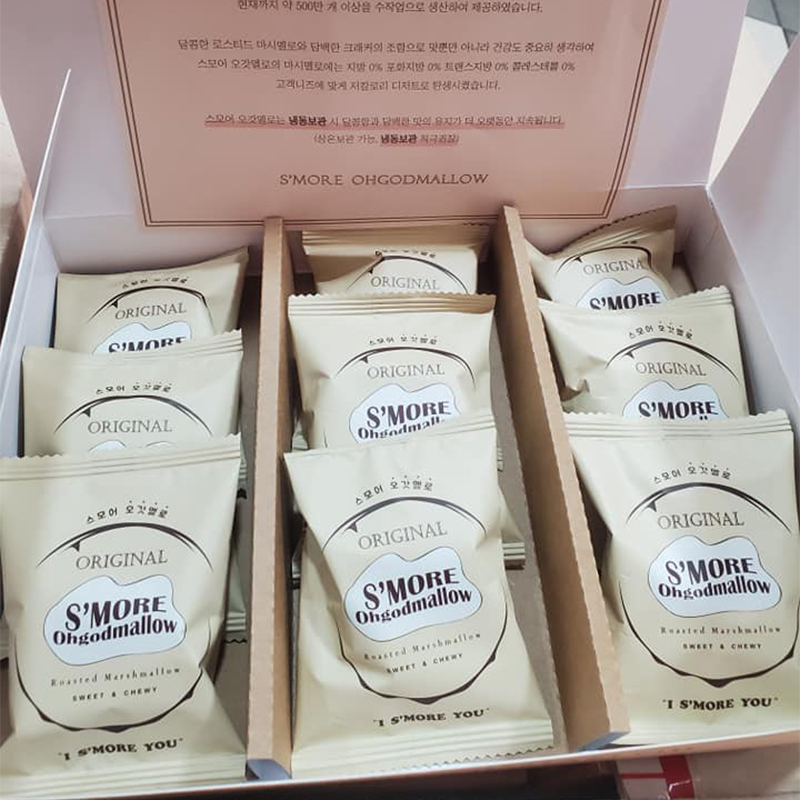 현재까지 약 500만 개 이상을 수작업으로 생산하여 제공하였습니다.
달콤한 로스티드 마시멜로와 담백한 크래커의 조합으로 맛뿐만 아니라 건강도 중요히 생각하여
스모어 오갓멜로의 마시멜로에는 지방 0% 포화지방 0% 트랜스지방 0% 콜레스테롤 0%
고객니즈에 맞게 저칼로리 디저트로 탄생시켰습니다.
스모어 오갓멜로는 냉동보관 시 달콤함과 담백한 맛의 유지가 더 오랫동안 지속됩니다.
(상온보관 가능, 냉동보관 적극권장)
S'MORE OHGODMALLOW
ORIGINAL
S'MORE
ORIGINAL
ORIGINAL
S'MORE
스모어 오갓멜로
ORIGINAL
스모어 오갓멜로
ORIGINAL
S'MORE
Ohgodmallow
스모어 오갓멜로
ORIGINAL
S'MORE
스모어 오갓멜로
ORIGINAL
S'MORE
Ohgodmallow
Roasted Marshmallow
SWEET & CHEWY
"I S'MORE YOU"
스모어 오갓멜로
ORIGINAL
S'MORE
Ohgodmallow
Roasted Marshmallow
SWEET & CHEWY
"I S'MORE YOU"
스모어 오갓멜로
ORIGINAL
S'MORE
Ohgodmallow
Roasted Marshmallow
SWEET & CHEWY
"I S'MORE YOU"